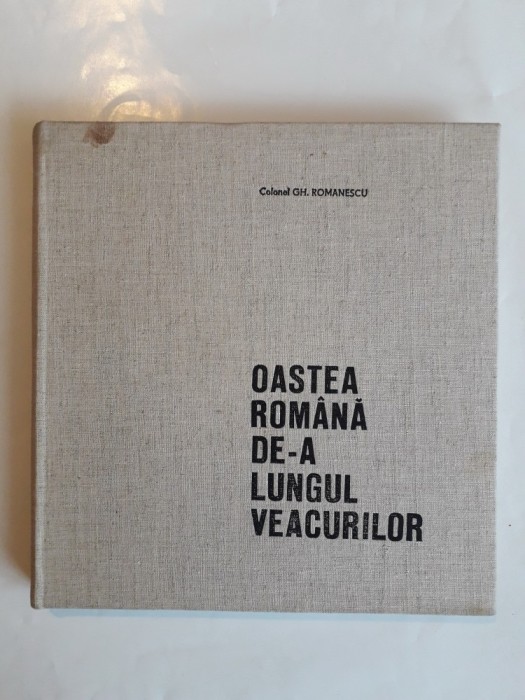 Colonel GH. ROMANESCU
OASTEA
ROMÂNĂ
DE-A
LUNGUL
VEACURILOR